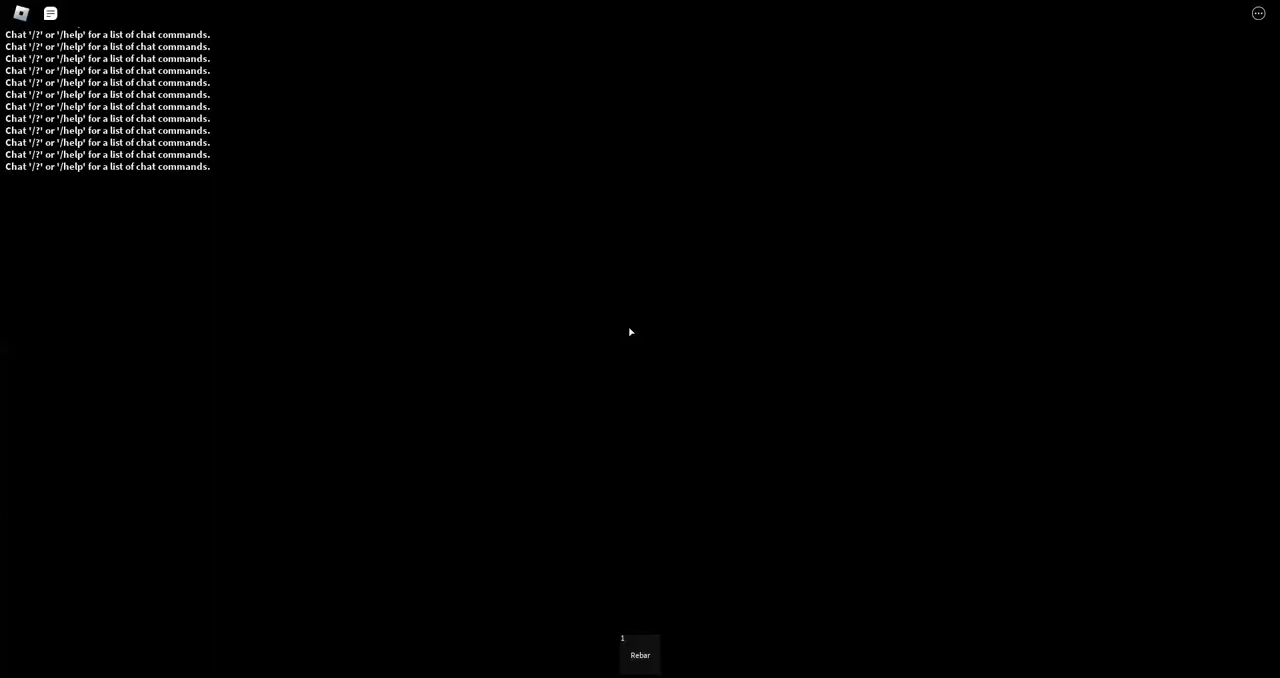 Chat '/?' or '/help' for a list of chat commands.
Chat '/?' or '/help' for a list of chat commands.
Chat '/?' or '/help' for a list of chat commands.
Chat '/?' or '/help' for a list of chat commands.
Chat '/?' or '/help' for a list of chat commands.
Chat '/?' or '/help' for a list of chat commands.
Chat '/?' or '/help' for a list of chat commands.
Chat '/?' or '/help' for a list of chat commands.
Chat '/?' or '/help' for a list of chat commands.
Chat '/?' or '/help' for a list of chat commands.
Chat '/?' or '/help' for a list of chat commands.
Chat '/?' or '/help' for a list of chat commands.
1
Rebar